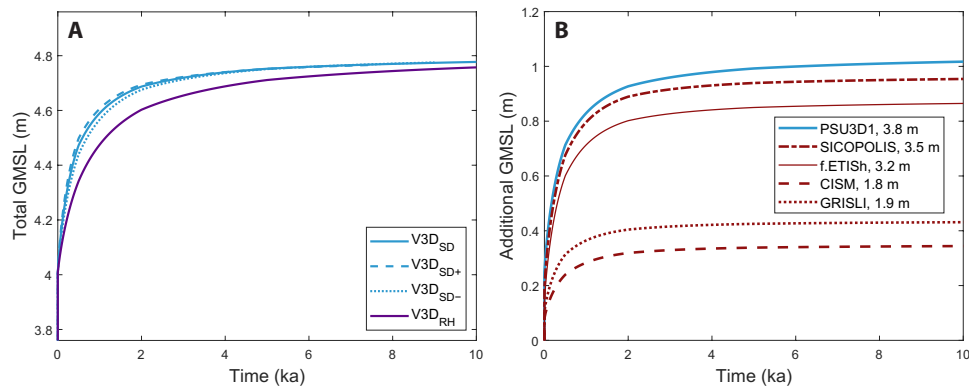 A
Total GMSL (m)
4.8
4.6
4.4
4.2
4
3.8
0
2
4
6
8
10
Time (ka)
V3D_SD
V3D_SD+
V3D_SD−
V3D_RH
B
Additional GMSL (m)
1.2
1
0.8
0.6
0.4
0.2
0
0
2
4
6
8
10
Time (ka)
PSU3D1, 3.8 m
SICOPOLIS, 3.5 m
f.ETISh, 3.2 m
CISM, 1.8 m
GRISLI, 1.9 m